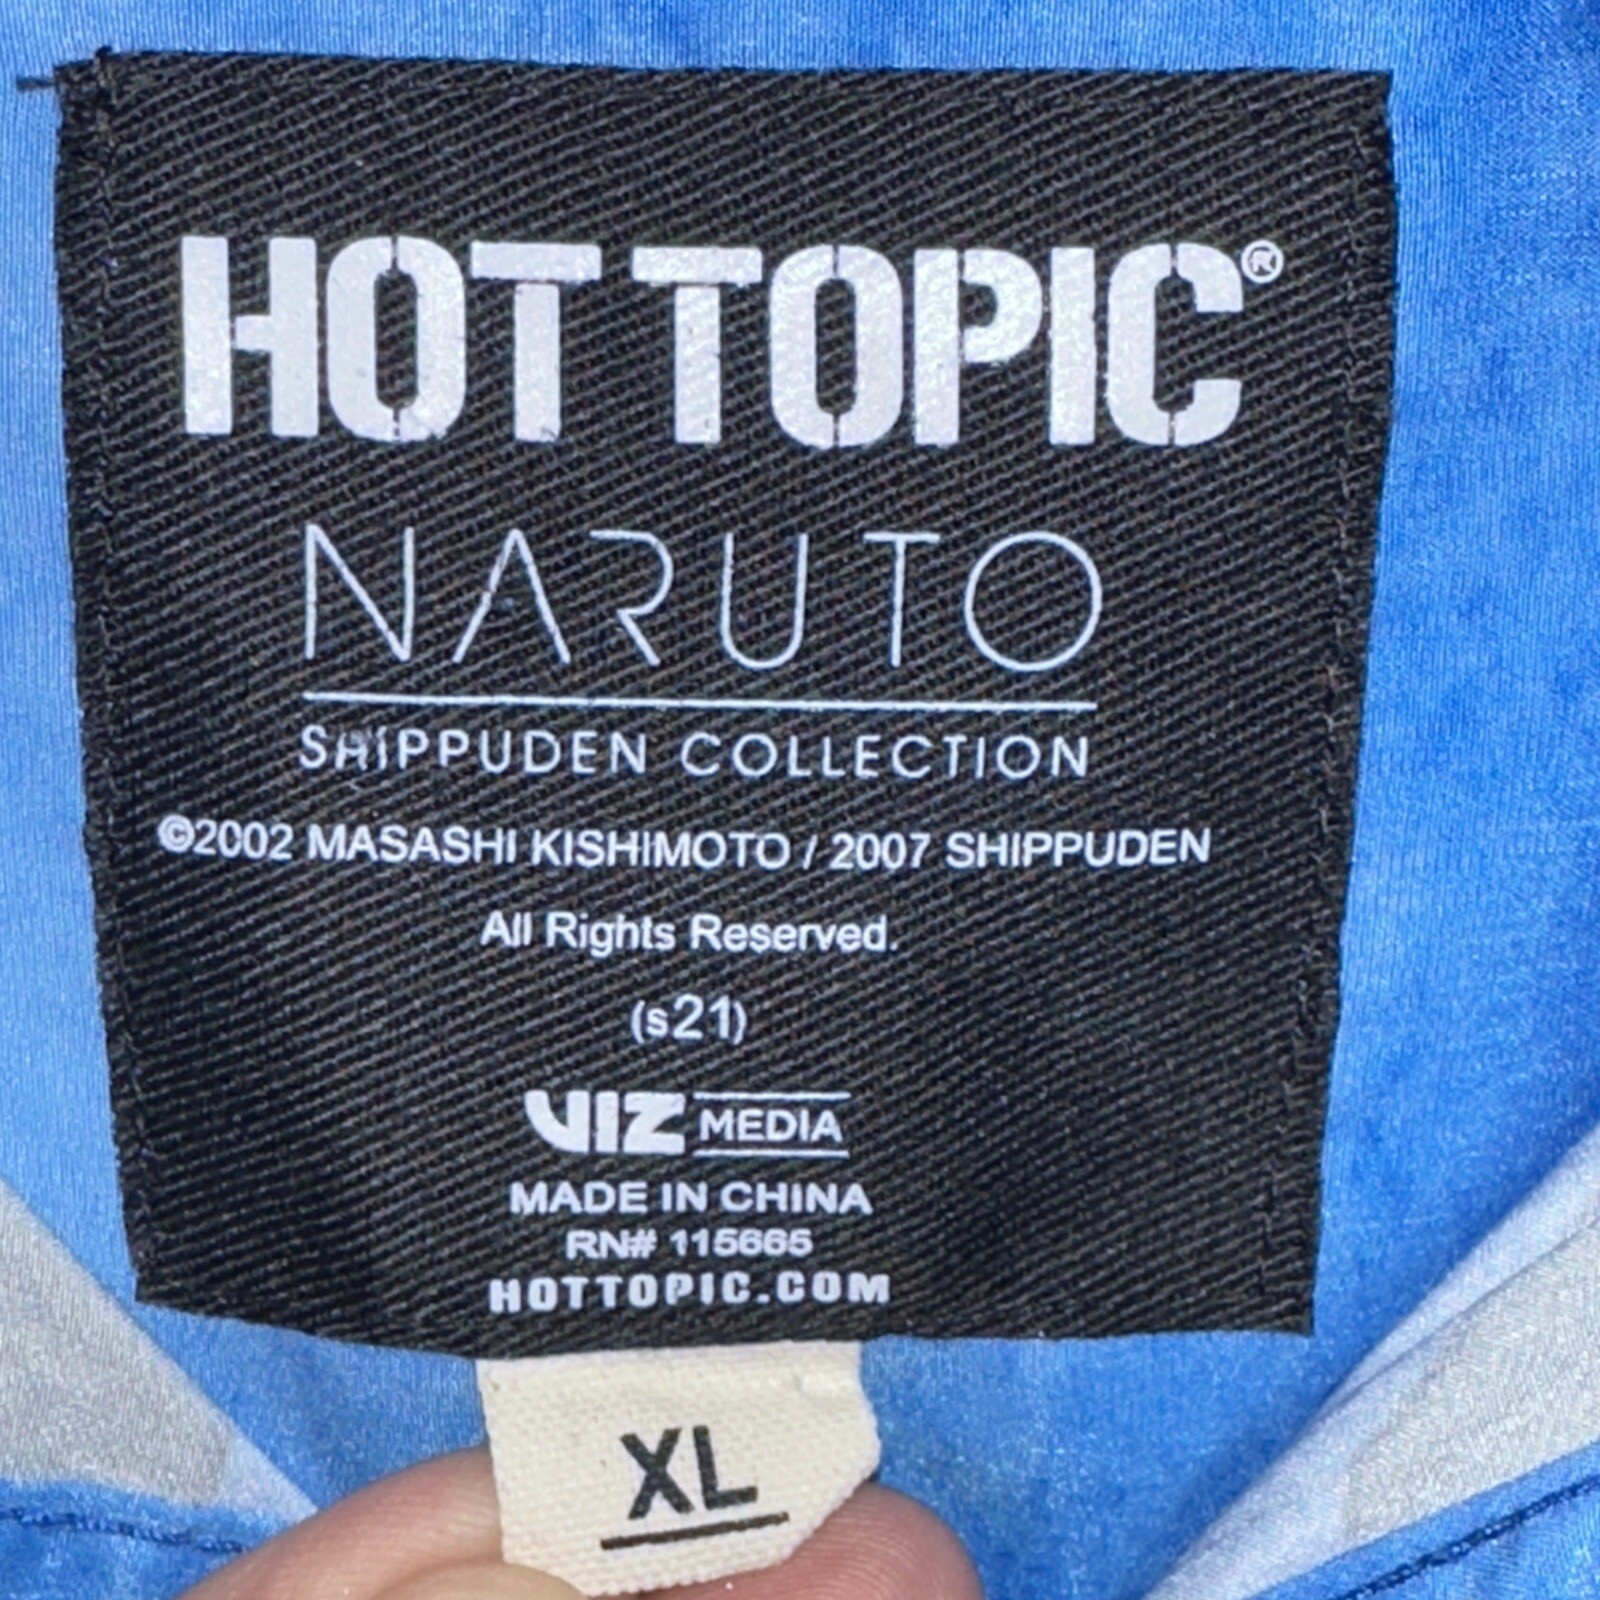 HOT TOPIC®
NARUTO
SHIPPUDEN COLLECTION
©2002 MASASHI KISHIMOTO / 2007 SHIPPUDEN
All Rights Reserved.
(s21)
VIZ MEDIA
MADE IN CHINA
RN# 115665
HOTTOPIC.COM
XL